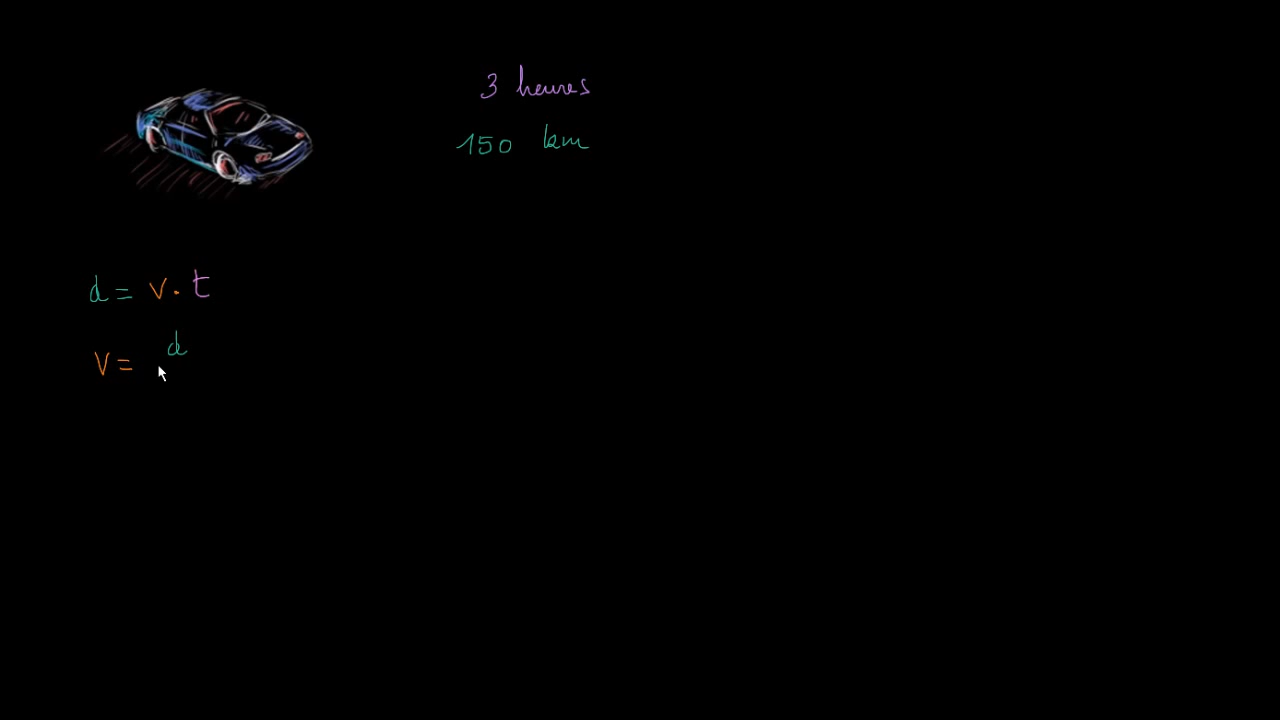 3 heures
150 km
d = v · t
v = d